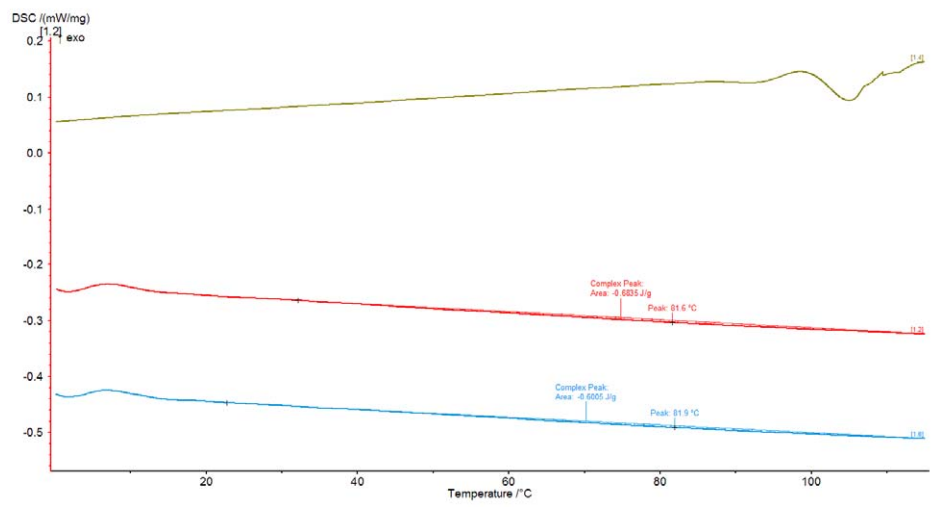 DSC /(mW/mg)
[1.2]
↑ exo
0.2
0.1
0.0
-0.1
-0.2
-0.3
-0.4
-0.5
[1.4]
Complex Peak:
Area: -0.6835 J/g
Peak: 81.6 °C
[1.2]
Complex Peak:
Area: -0.6005 J/g
Peak: 81.9 °C
[1.6]
20 40 60 80 100
Temperature /°C